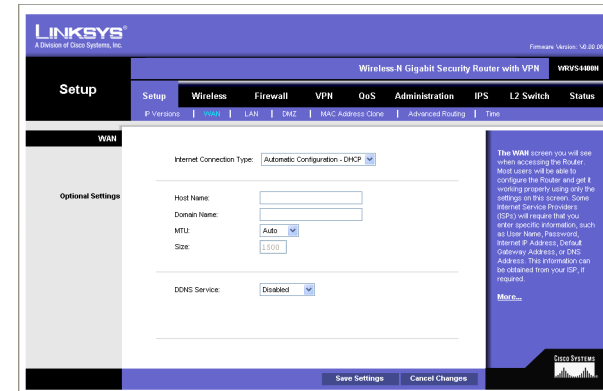 LINKSYS®
A Division of Cisco Systems, Inc.
Firmware Version: V0.00.08
Wireless-N Gigabit Security Router with VPN WRVS4400N
Setup
Setup Wireless Firewall VPN QoS Administration IPS L2 Switch Status
IP Versions | WAN | LAN | DMZ | MAC Address Clone | Advanced Routing | Time
WAN
Internet Connection Type: Automatic Configuration - DHCP
Optional Settings
Host Name:
Domain Name:
MTU: Auto
Size: 1500
DDNS Service: Disabled
The WAN screen you will see
when accessing the Router.
Most users will be able to
configure the Router and get it
working properly using only the
settings on this screen. Some
Internet Service Providers
(ISPs) will require that you
enter specific information, such
as User Name, Password,
Internet IP Address, Default
Gateway Address, or DNS
Address. This information can
be obtained from your ISP, if
required.
More...
Save Settings Cancel Changes
CISCO SYSTEMS